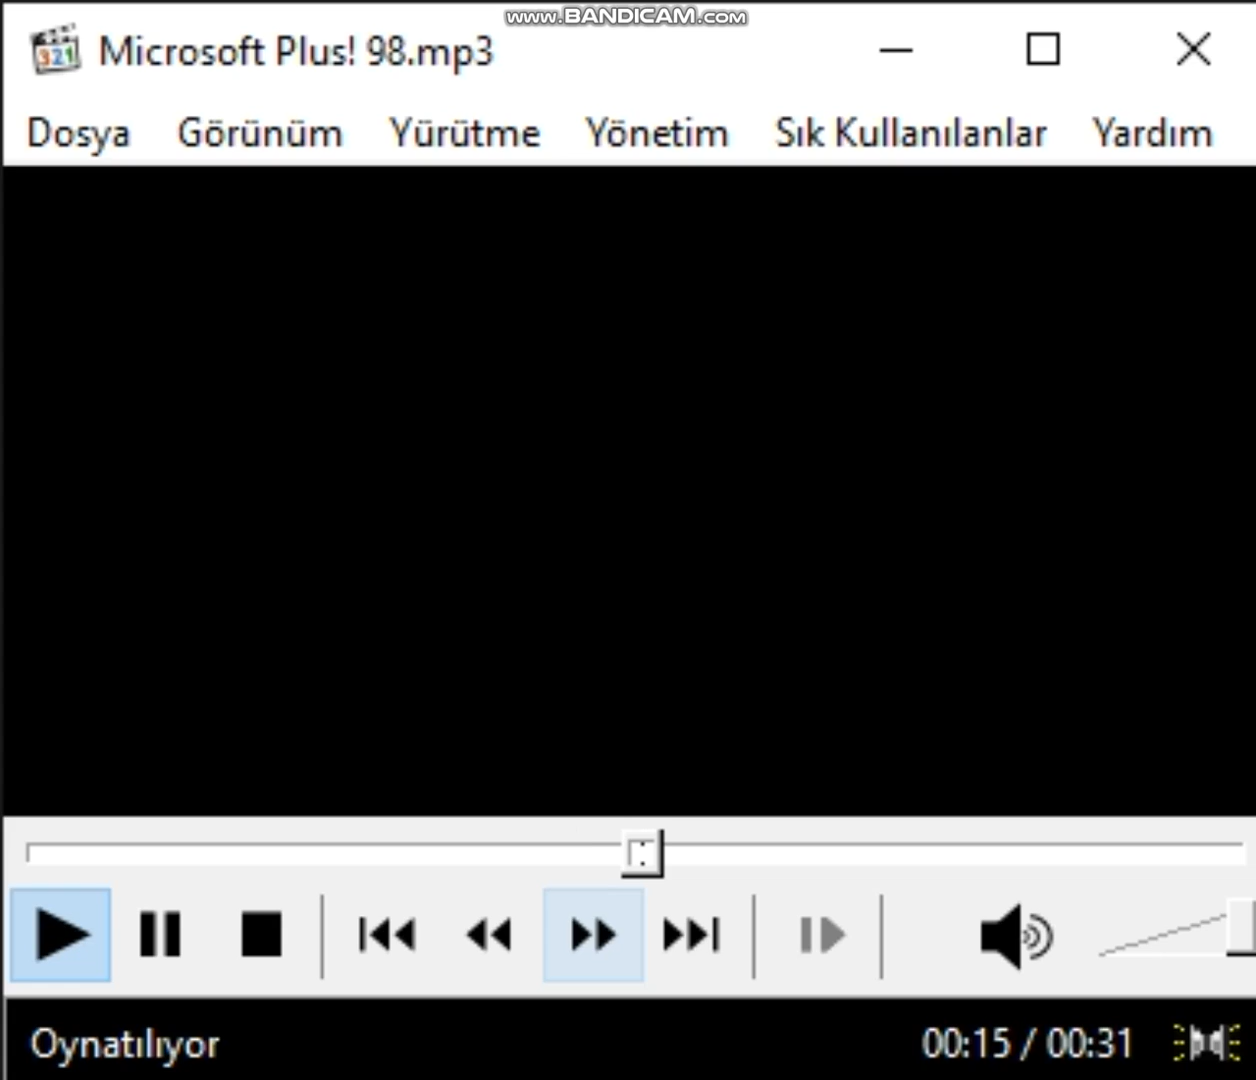 www.BANDICAM.com
Microsoft Plus! 98.mp3
Dosya Görünüm Yürütme Yönetim Sık Kullanılanlar Yardım
Oynatılıyor 00:15 / 00:31